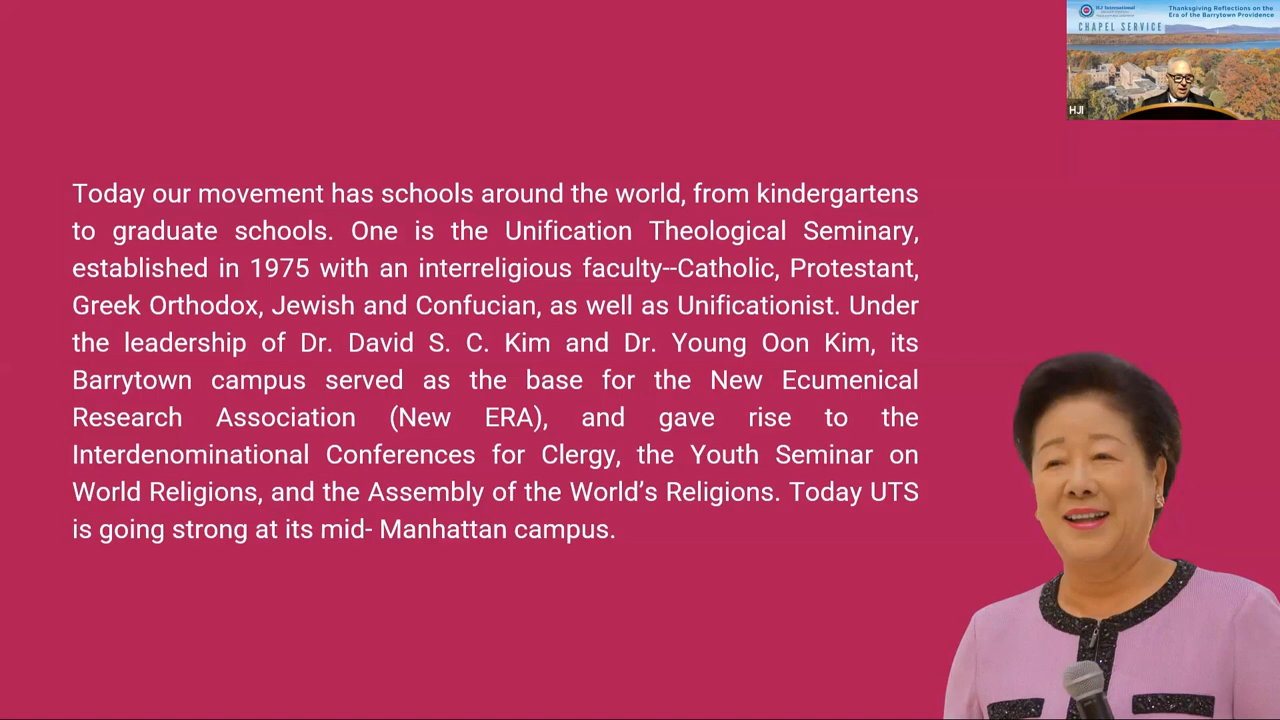 HJ International
Thanksgiving Reflections on the
Era of the Barrytown Providence
CHAPEL SERVICE
HJI
Today our movement has schools around the world, from kindergartens
to graduate schools. One is the Unification Theological Seminary,
established in 1975 with an interreligious faculty--Catholic, Protestant,
Greek Orthodox, Jewish and Confucian, as well as Unificationist. Under
the leadership of Dr. David S. C. Kim and Dr. Young Oon Kim, its
Barrytown campus served as the base for the New Ecumenical
Research Association (New ERA), and gave rise to the
Interdenominational Conferences for Clergy, the Youth Seminar on
World Religions, and the Assembly of the World’s Religions. Today UTS
is going strong at its mid- Manhattan campus.